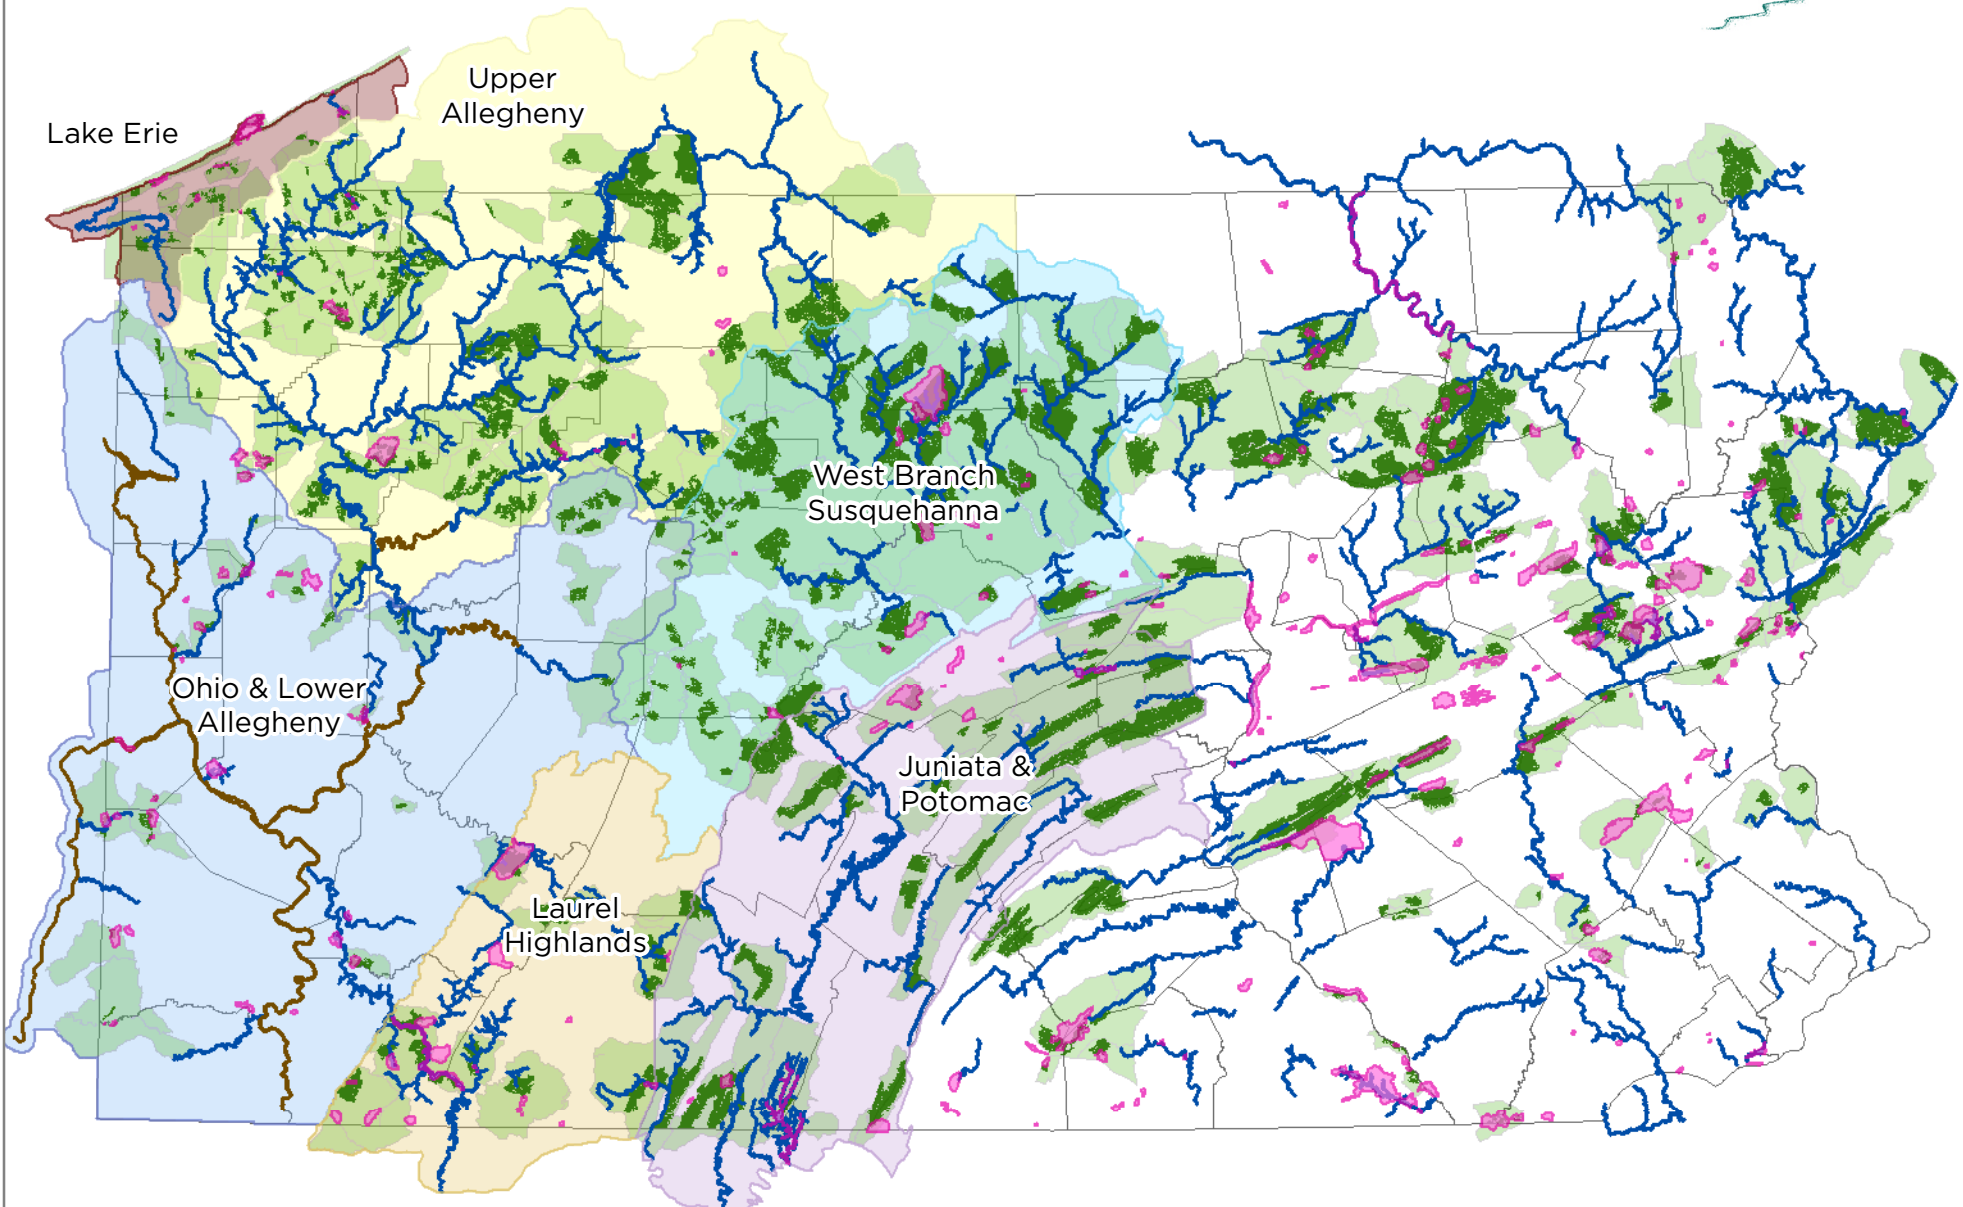 Upper
Allegheny
Lake Erie
West Branch
Susquehanna
Ohio & Lower
Allegheny
Juniata &
Potomac
Laurel
Highlands